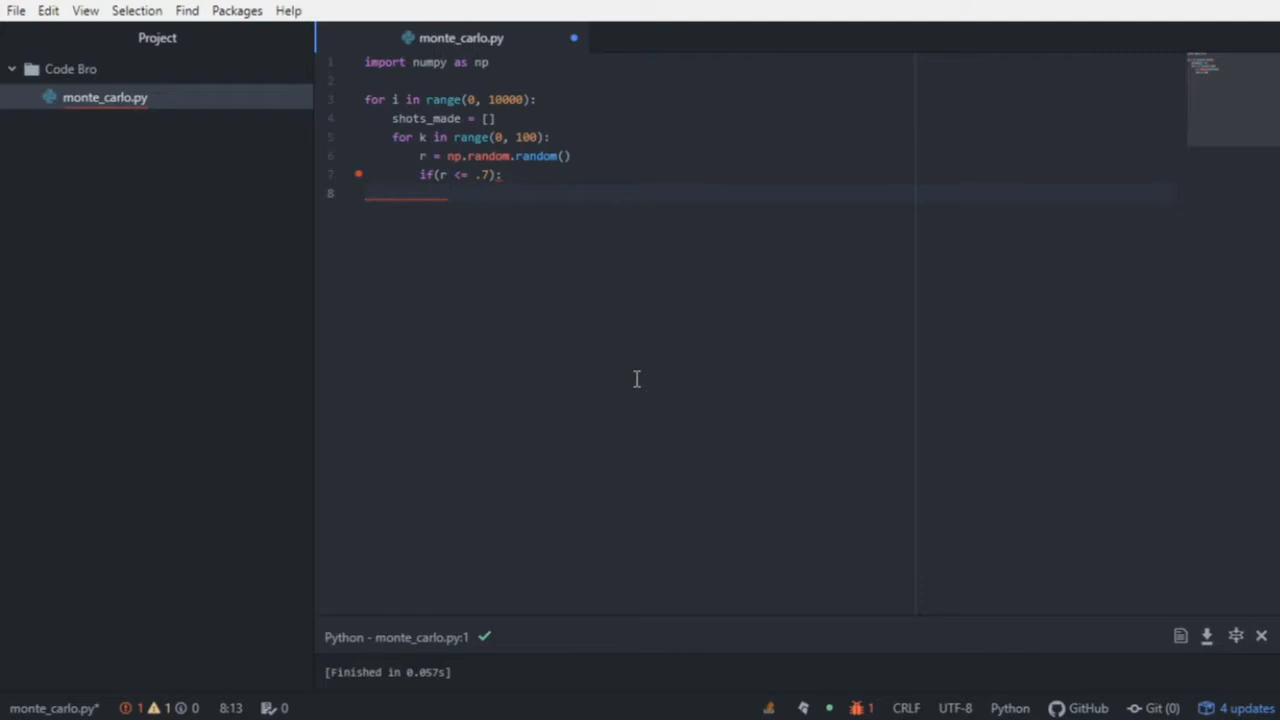 File Edit View Selection Find Packages Help
Project
monte_carlo.py
Code Bro
monte_carlo.py
1 import numpy as np
2
3 for i in range(0, 10000):
4 shots_made = []
5 for k in range(0, 100):
6 r = np.random.random()
7 if(r <= .7):
8
Python - monte_carlo.py:1
[Finished in 0.057s]
monte_carlo.py* 1 1 0 8:13 0 1 CRLF UTF-8 Python GitHub Git (0) 4 updates